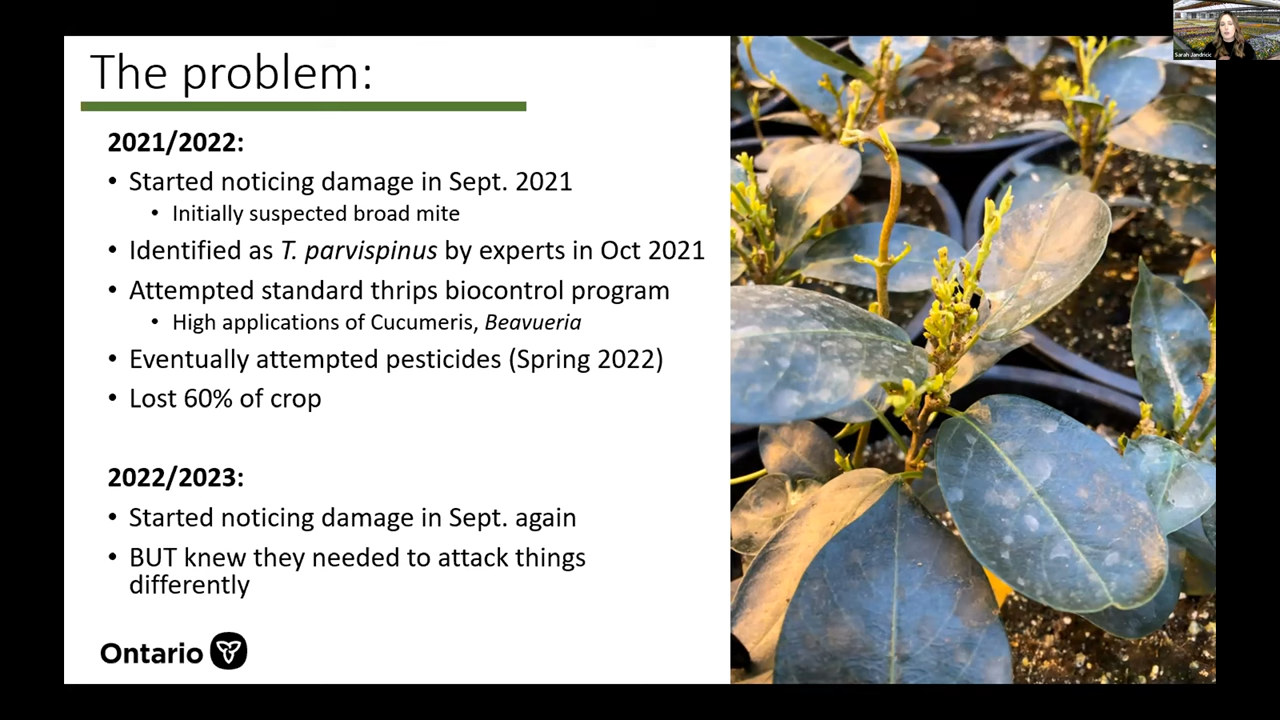 The problem:
2021/2022:
• Started noticing damage in Sept. 2021
• Initially suspected broad mite
• Identified as T. parvispinus by experts in Oct 2021
• Attempted standard thrips biocontrol program
• High applications of Cucumeris, Beavueria
• Eventually attempted pesticides (Spring 2022)
• Lost 60% of crop
2022/2023:
• Started noticing damage in Sept. again
• BUT knew they needed to attack things
differently
Ontario
Sarah Jandricic